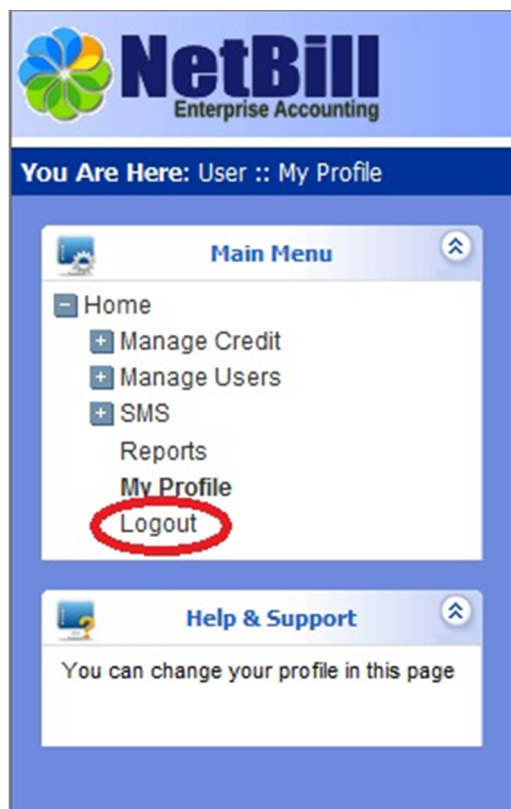 NetBill
Enterprise Accounting
You Are Here: User :: My Profile
Main Menu
Home
Manage Credit
Manage Users
SMS
Reports
My Profile
Logout
Help & Support
You can change your profile in this page